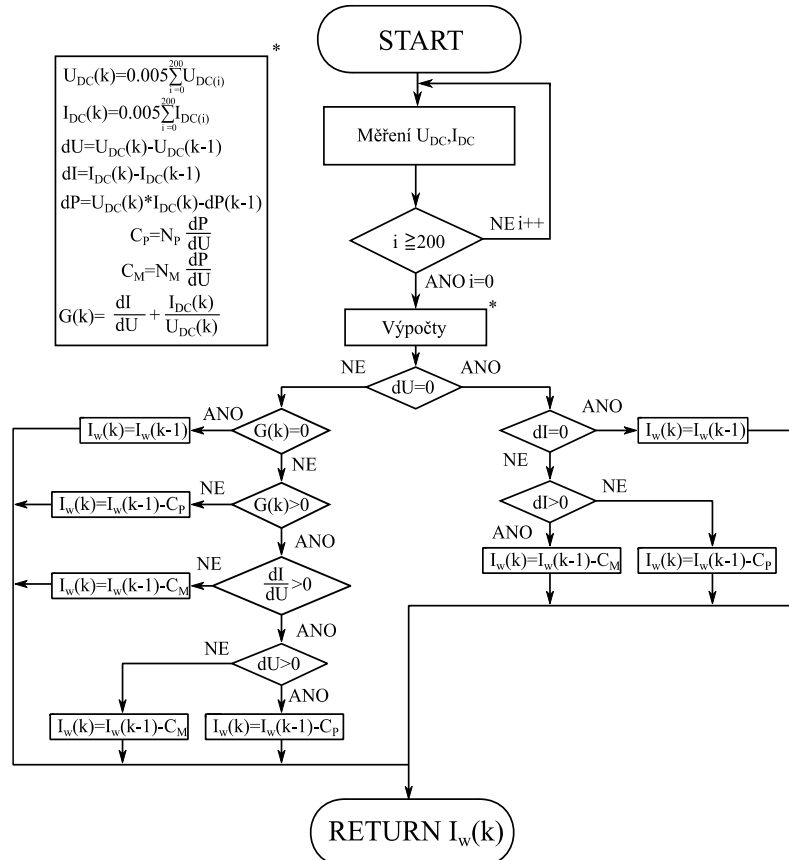 START
*
U_DC(k)=0.005 200 ∑ i=0 U_DC(i)
I_DC(k)=0.005 200 ∑ i=0 I_DC(i)
dU=U_DC(k)-U_DC(k-1)
dI=I_DC(k)-I_DC(k-1)
dP=U_DC(k)*I_DC(k)-dP(k-1)
C_P=N_P dP/dU
C_M=N_M dP/dU
G(k)= dI/dU + I_DC(k)/U_DC(k)
Měření U_DC,I_DC
i ≧200
NE i++
ANO i=0
Výpočty
*
NE
dU=0
ANO
I_w(k)=I_w(k-1)
ANO
G(k)=0
NE
dI=0
ANO
I_w(k)=I_w(k-1)
NE
I_w(k)=I_w(k-1)-C_P
NE
G(k)>0
ANO
dI>0
NE
ANO
I_w(k)=I_w(k-1)-C_M
I_w(k)=I_w(k-1)-C_P
I_w(k)=I_w(k-1)-C_M
NE
dI/dU >0
ANO
NE
dU>0
ANO
I_w(k)=I_w(k-1)-C_M
I_w(k)=I_w(k-1)-C_P
RETURN I_w(k)